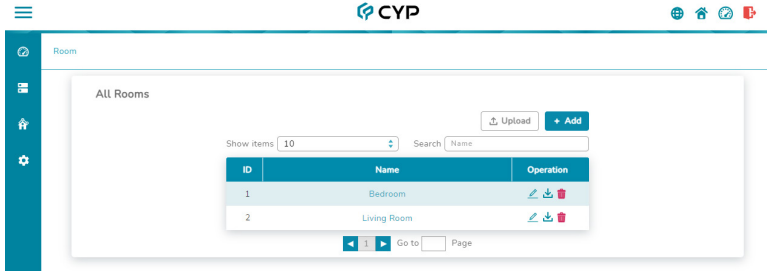 CYP
Room
All Rooms
Upload + Add
Show items 10 Search Name
ID Name Operation
1 Bedroom
2 Living Room
1 Go to Page